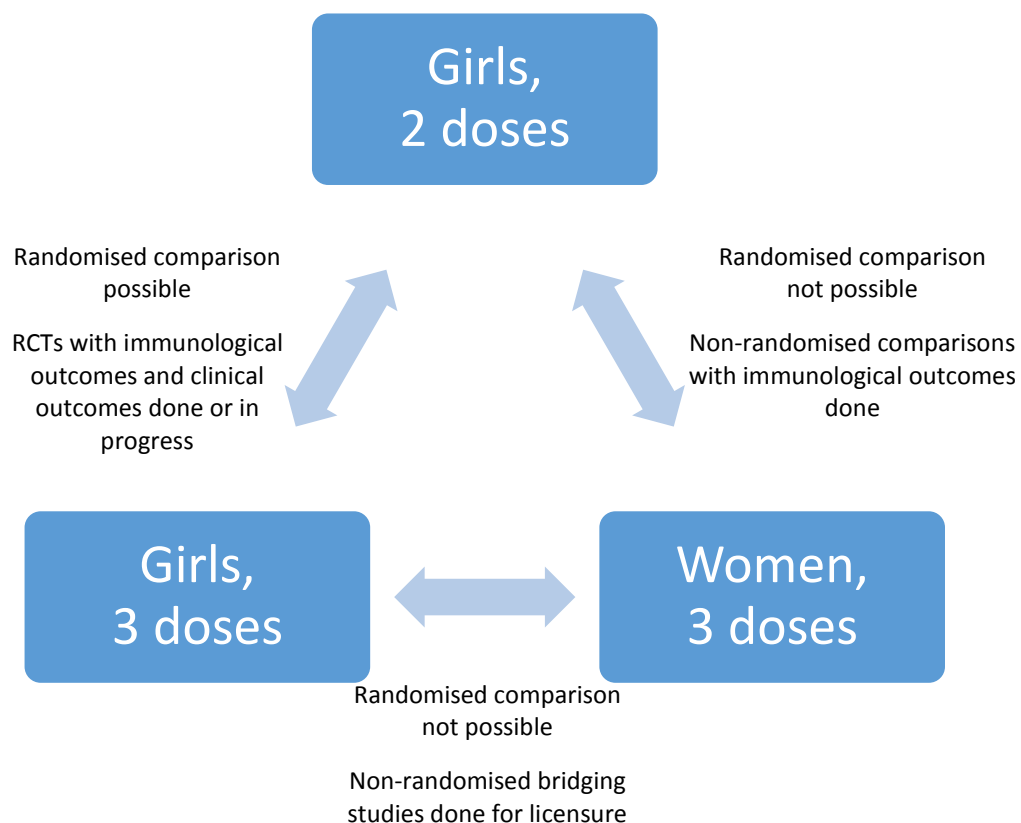 Girls,
2 doses
Randomised comparison
possible
RCTs with immunological
outcomes and clinical
outcomes done or in
progress
Randomised comparison
not possible
Non-randomised comparisons
with immunological outcomes
done
Girls,
3 doses
Women,
3 doses
Randomised comparison
not possible
Non-randomised bridging
studies done for licensure